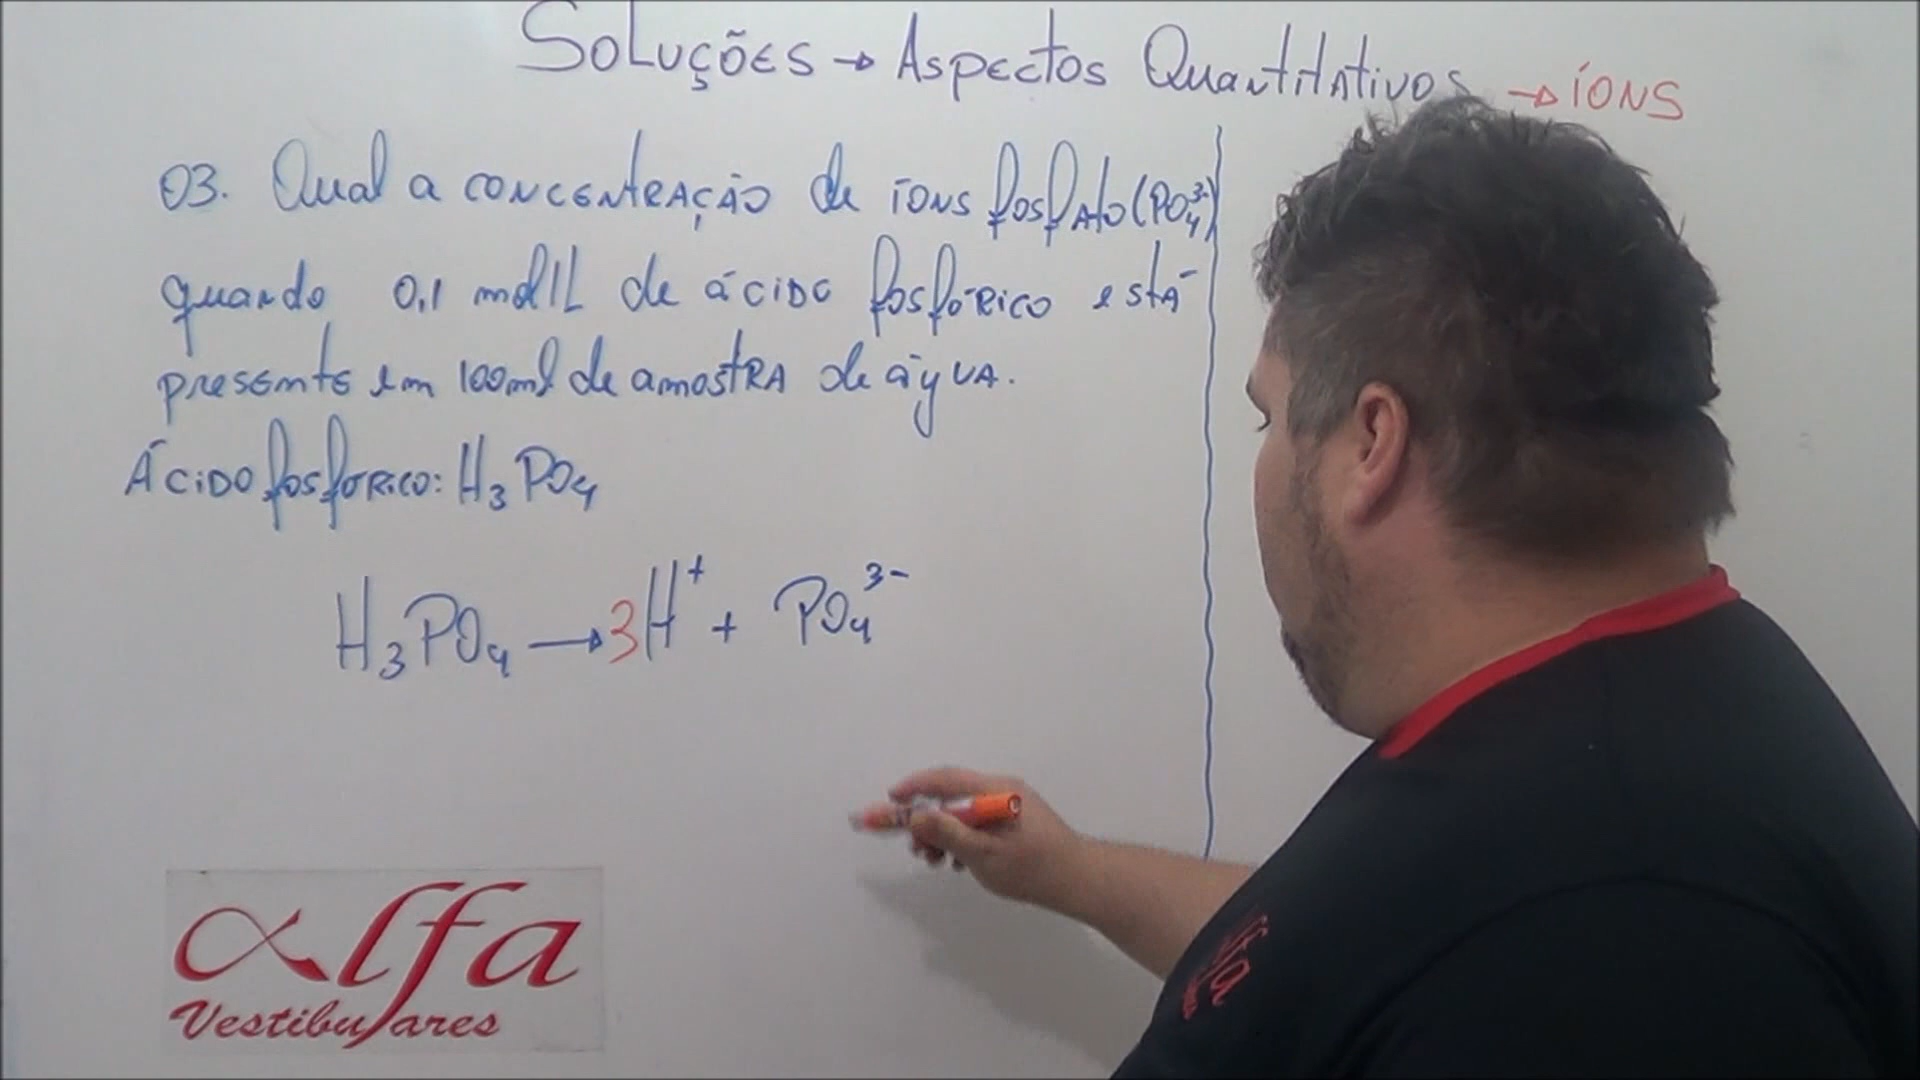 Soluções → Aspectos Quantitativos → íons
03. Qual a concentração de íons fosfato (PO₄³⁻)
quando 0,1 mol/L de ácido fosfórico está
presente em 100ml de amostra de água.
Ácido fosfórico: H₃PO₄
H₃PO₄ → 3H⁺ + PO₄³⁻
αlfa
Vestibulares